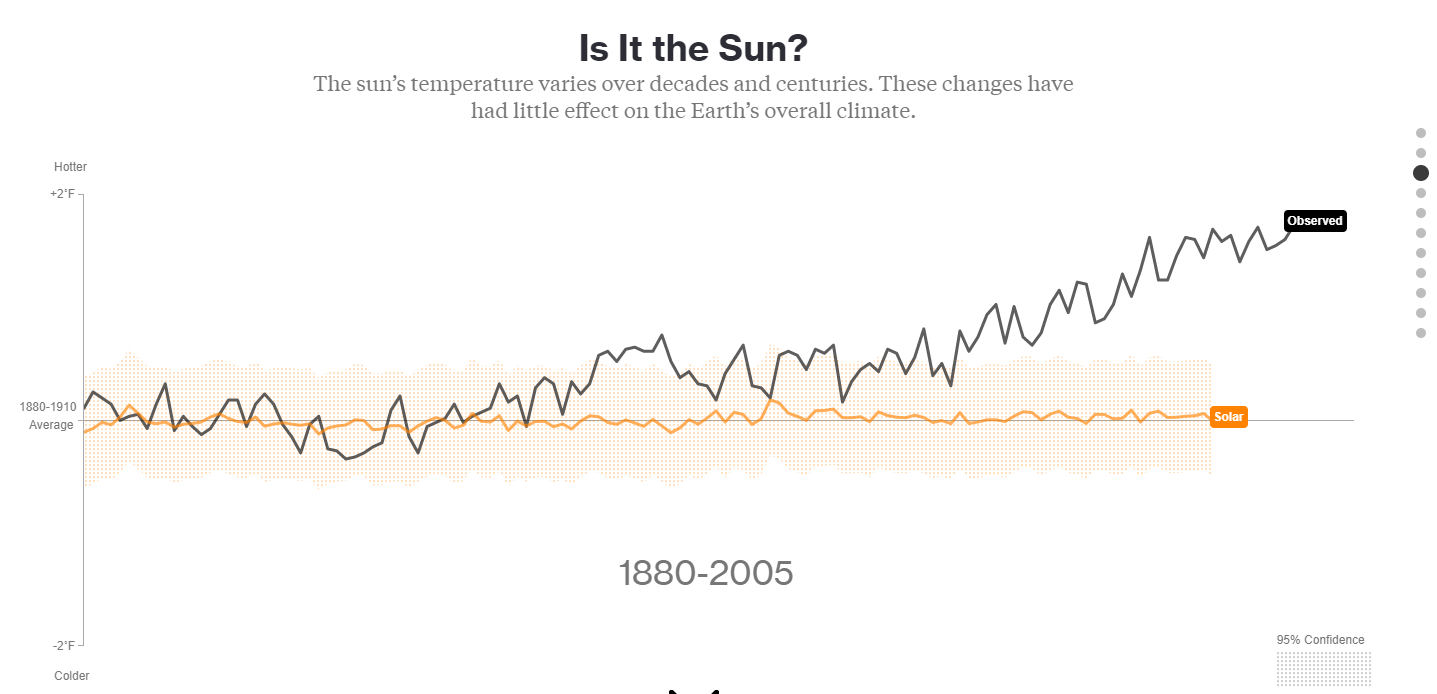 Is It the Sun?
The sun’s temperature varies over decades and centuries. These changes have
had little effect on the Earth’s overall climate.
Hotter
+2°F
Observed
1880-1910
Average
Solar
1880-2005
-2°F
Colder
95% Confidence